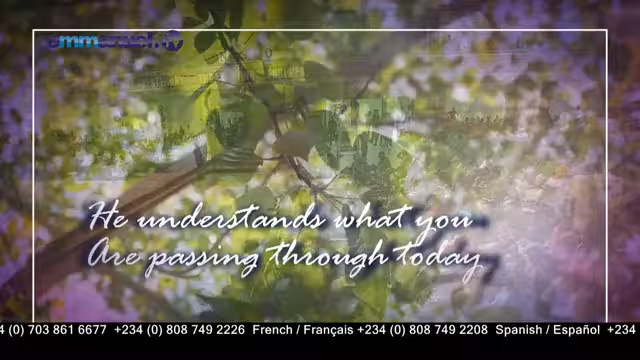 emmanuel.tv
He understands what you
Are passing through today
4 (0) 703 861 6677 +234 (0) 808 749 2226 French / Français +234 (0) 808 749 2208 Spanish / Español +234